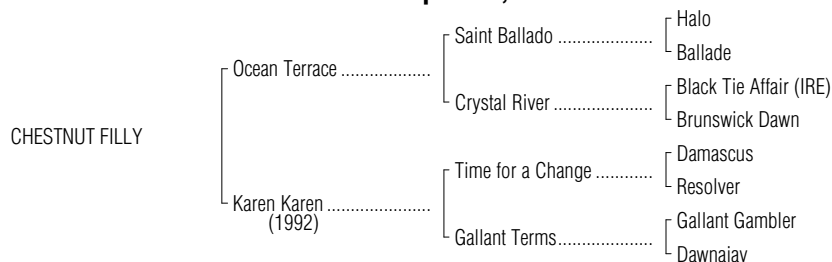 Halo
Saint Ballado
Ballade
Ocean Terrace
Black Tie Affair (IRE)
Crystal River
Brunswick Dawn
CHESTNUT FILLY
Damascus
Time for a Change
Resolver
Karen Karen
(1992)
Gallant Gambler
Gallant Terms
Dawnajay